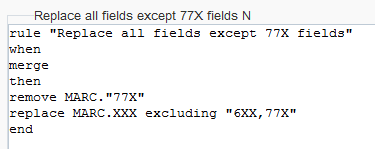 Replace all fields except 77X fields N
rule "Replace all fields except 77X fields"
when
merge
then
remove MARC."77X"
replace MARC.XXX excluding "6XX,77X"
end